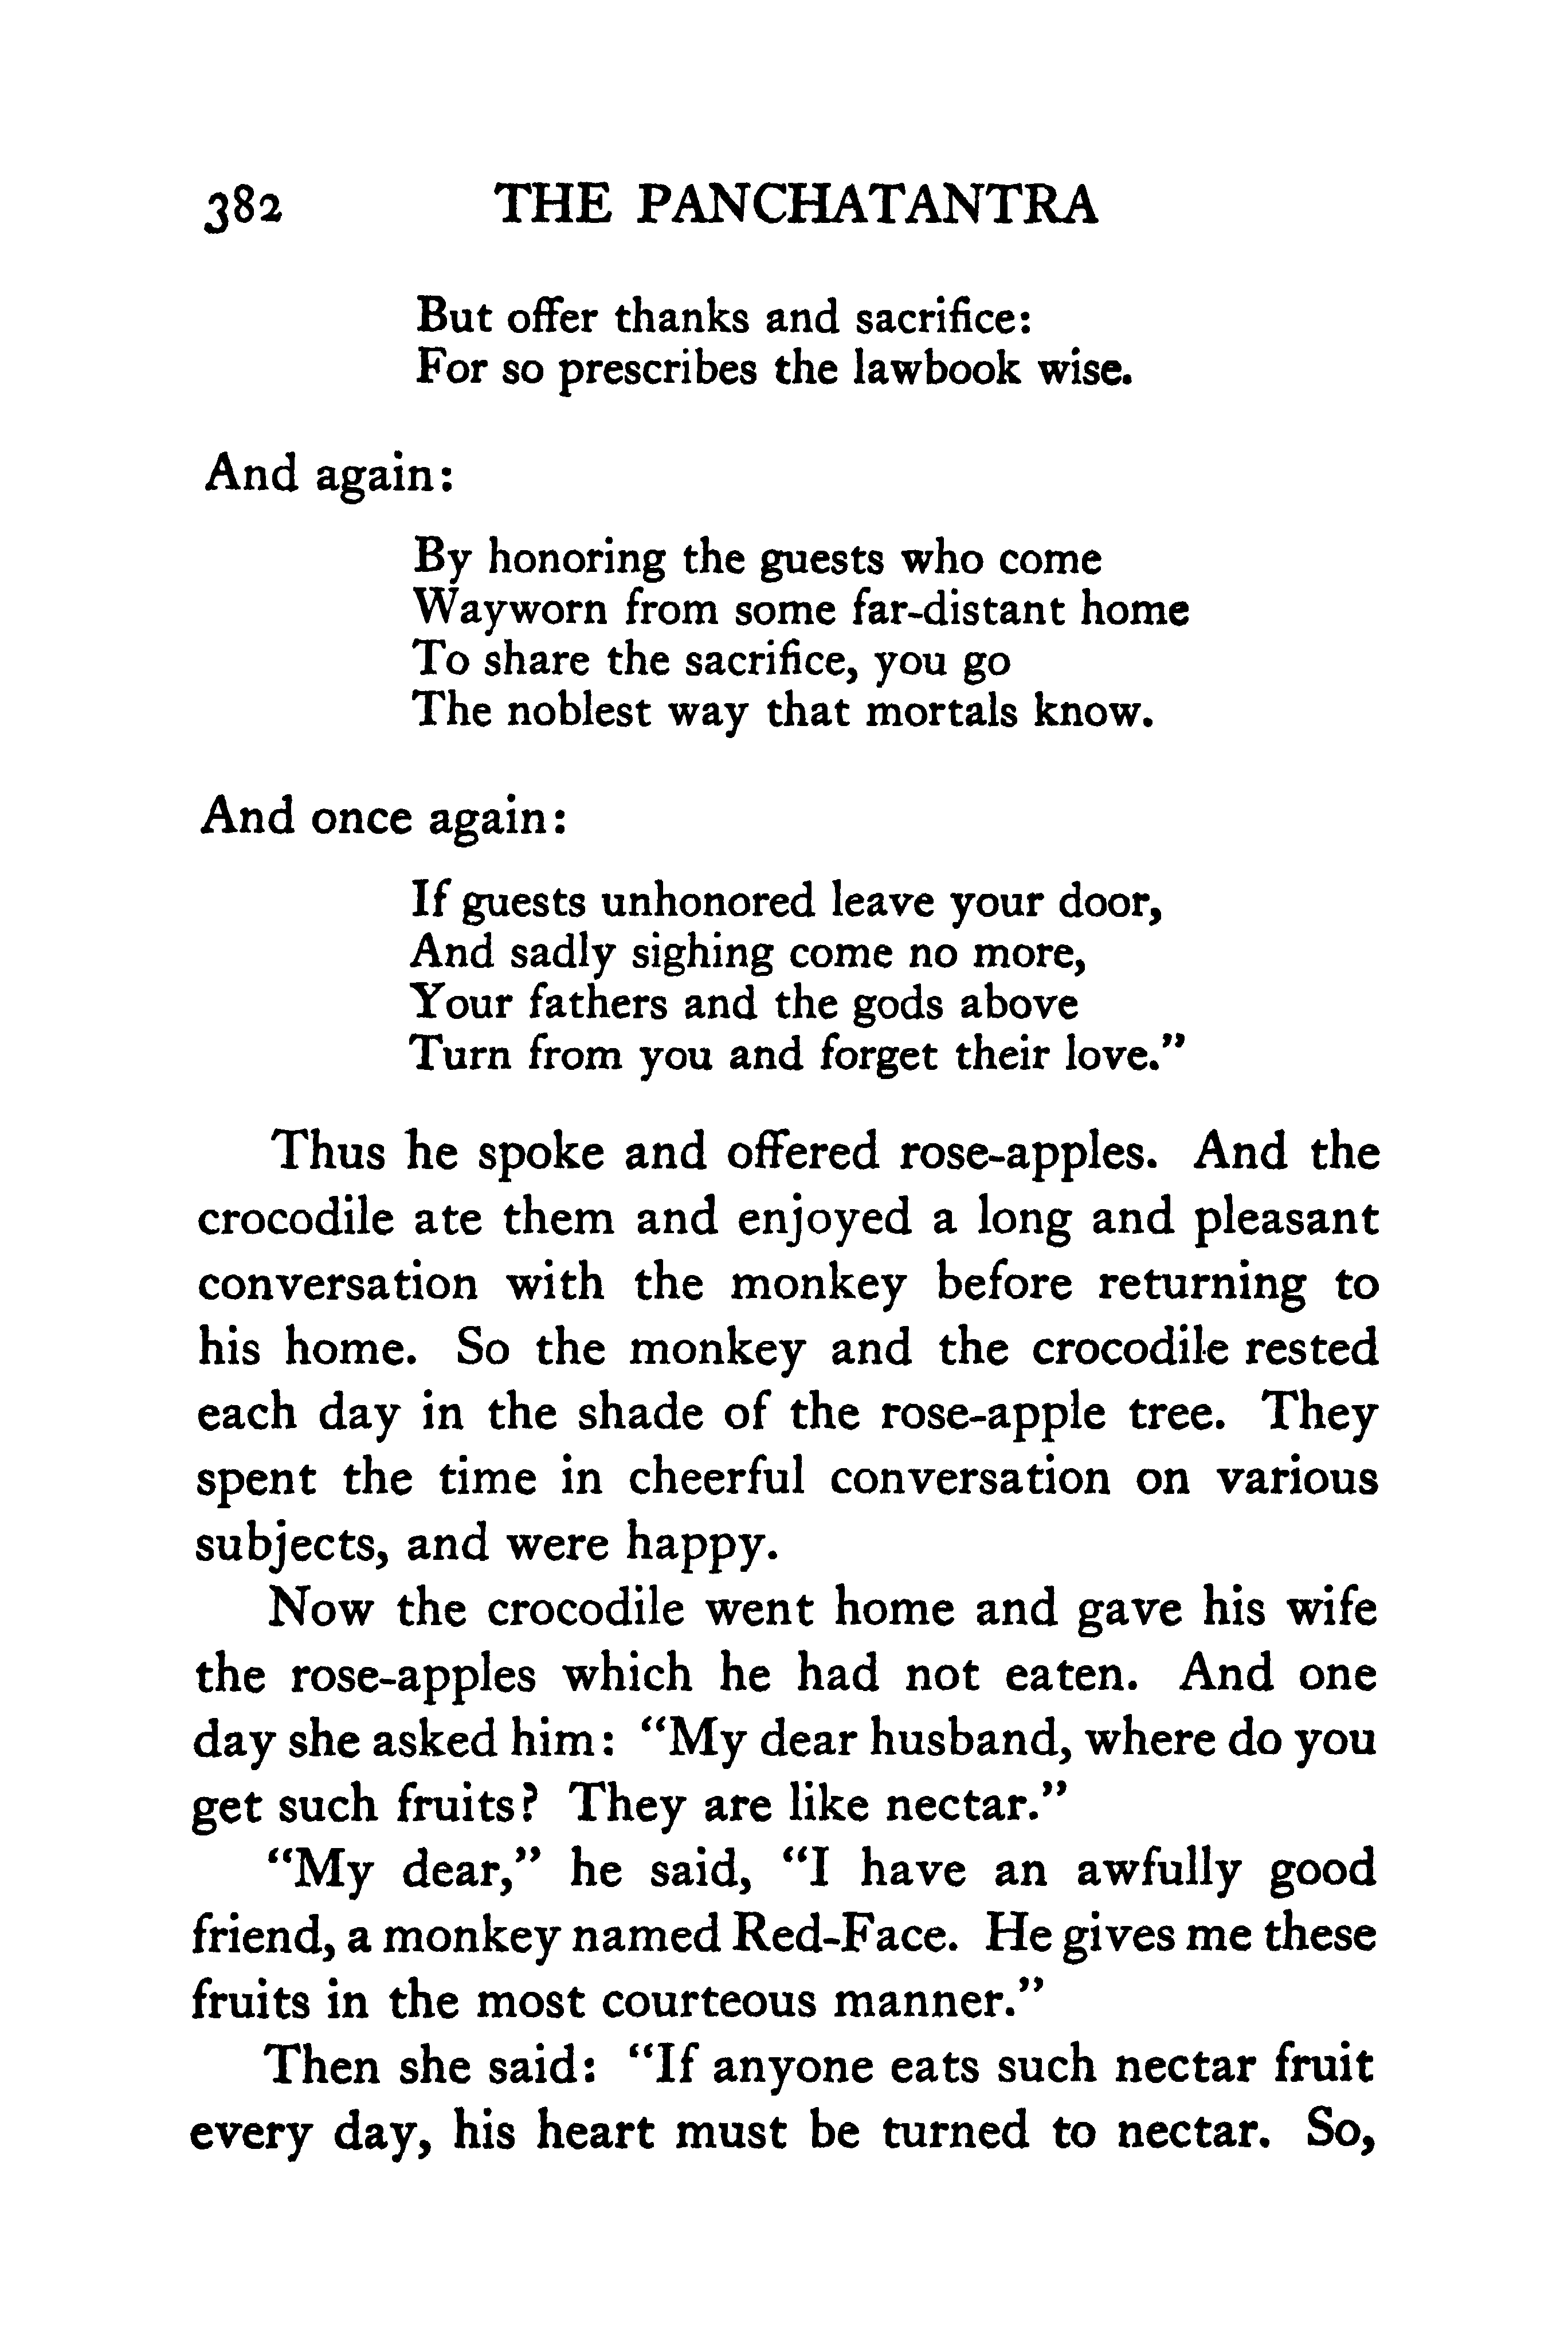 382 THE PANCHATANTRA
But offer thanks and sacrifice:
For so prescribes the lawbook wise.
And again:
By honoring the guests who come
Wayworn from some far-distant home
To share the sacrifice, you go
The noblest way that mortals know.
And once again:
If guests unhonored leave your door,
And sadly sighing come no more,
Your fathers and the gods above
Turn from you and forget their love.”
Thus he spoke and offered rose-apples. And the
crocodile ate them and enjoyed a long and pleasant
conversation with the monkey before returning to
his home. So the monkey and the crocodile rested
each day in the shade of the rose-apple tree. They
spent the time in cheerful conversation on various
subjects, and were happy.
Now the crocodile went home and gave his wife
the rose-apples which he had not eaten. And one
day she asked him: “My dear husband, where do you
get such fruits? They are like nectar.”
“My dear,” he said, “I have an awfully good
friend, a monkey named Red-Face. He gives me these
fruits in the most courteous manner.”
Then she said: “If anyone eats such nectar fruit
every day, his heart must be turned to nectar. So,